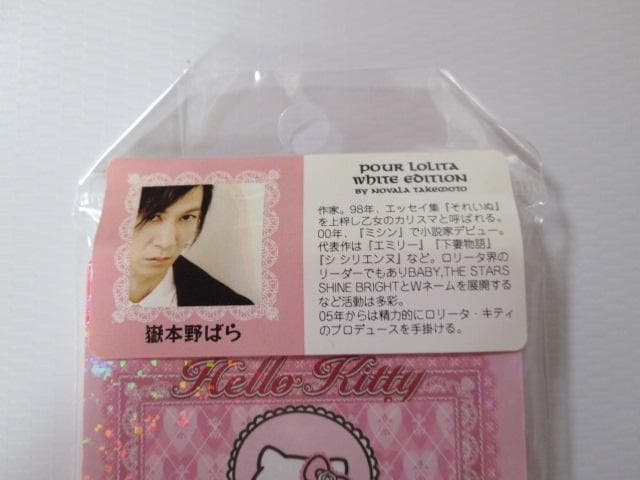 POUR LOLITA
WHITE EDITION
BY NOVALA TAKEMOTO
作家。98年、エッセイ集『それいぬ』
を上梓し乙女のカリスマと呼ばれる。
00年、『ミシン』で小説家デビュー。
代表作は『エミリー』『下妻物語』
『シシリエンヌ』など。ロリータ界の
リーダーでもありBABY,THE STARS
SHINE BRIGHTとWネームを展開する
など活動は多彩。
05年からは精力的にロリータ・キティ
のプロデュースを手掛ける。
嶽本野ばら
Hello Kitty